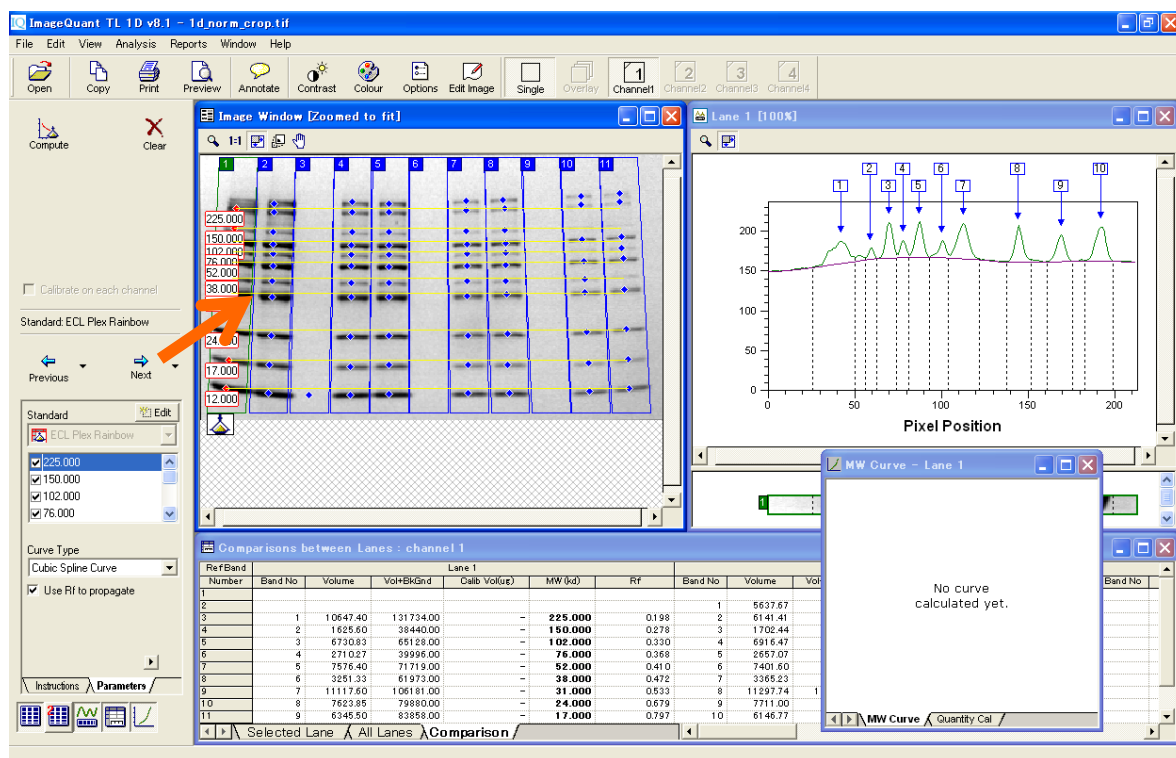 ImageQuant TL 1D v8.1 - 1d_norm_crop.tif
File Edit View Analysis Reports Window Help
Open Copy Print Preview Annotate Contrast Colour Options Edit Image Single Overlay Channel1 Channel2 Channel3 Channel4
Compute Clear
Calibrate on each channel
Standard: ECL Plex Rainbow
Previous Next
Standard Edit
ECL Plex Rainbow
225.000
150.000
102.000
76.000
Curve Type
Cubic Spline Curve
Use Rf to propagate
Instructions Parameters
Image Window [Zoomed to fit]
1:1
1 2 3 4 5 6 7 8 9 10 11
225.000
150.000
102.000
76.000
52.000
38.000
17.000
12.000
Lane 1 [100%]
1 2 3 4 5 6 7 8 9 10
200
150
100
50
0
0 50 100 150 200
Pixel Position
1
Comparisons between Lanes : channel 1
RefBand Lane 1
Number Band No Volume Vol+BkGnd Calib Vol(ug) MW (kd) Rf Band No Volume Band No
1
2 1 5637.67
3 1 10647.40 131734.00 - 225.000 0.198 2 6141.41
4 2 1625.60 38440.00 - 150.000 0.278 3 1702.44
5 3 6730.83 65128.00 - 102.000 0.330 4 6916.47
6 4 2710.27 39996.00 - 76.000 0.368 5 2657.07
7 5 7576.40 71719.00 - 52.000 0.410 6 7401.60
8 6 3251.33 61973.00 - 38.000 0.472 7 3365.23
9 7 11117.60 106181.00 - 31.000 0.533 8 11297.74
10 8 7623.85 79880.00 - 24.000 0.679 9 7711.00
11 9 6345.50 83858.00 - 17.000 0.797 10 6146.77
Selected Lane All Lanes Comparison
MW Curve - Lane 1
No curve
calculated yet.
MW Curve Quantity Cal